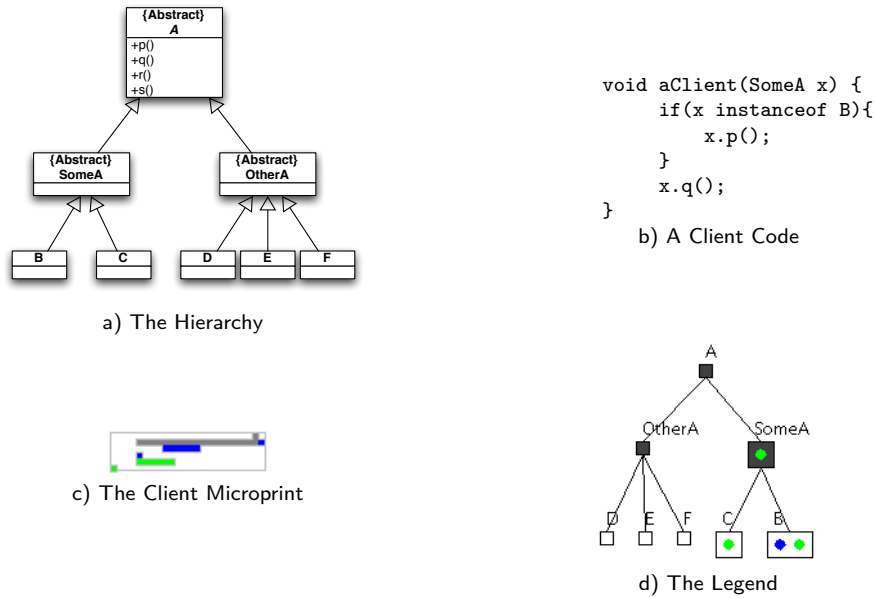 {Abstract}
A
+p()
+q()
+r()
+s()
{Abstract}
SomeA
{Abstract}
OtherA
B
C
D
E
F
a) The Hierarchy
void aClient(SomeA x) {
if(x instanceof B){
x.p();
}
x.q();
}
b) A Client Code
c) The Client Microprint
A
OtherA
SomeA
D
E
F
C
B
d) The Legend